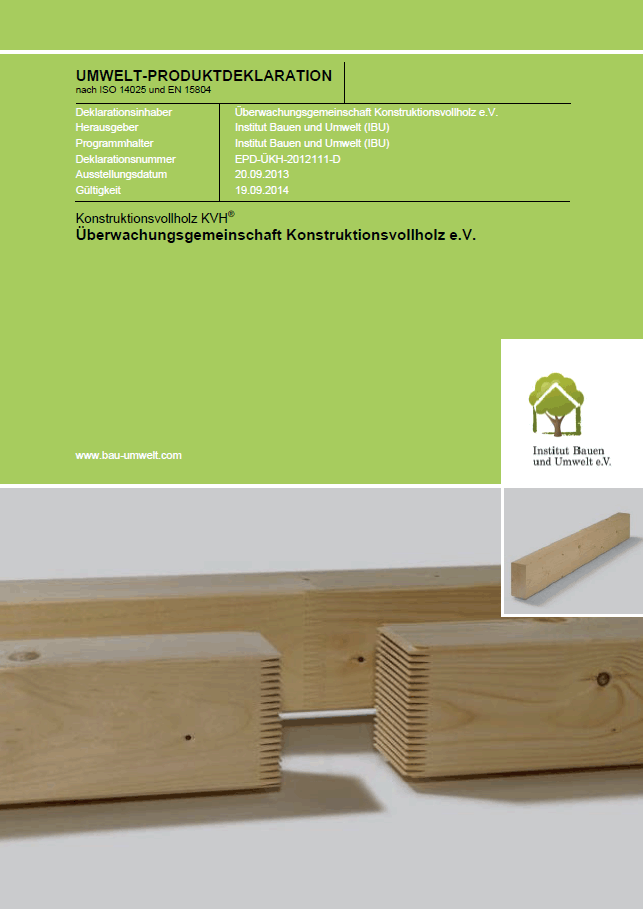 UMWELT-PRODUKTDEKLARATION
nach ISO 14025 und EN 15804
Deklarationsinhaber Überwachungsgemeinschaft Konstruktionsvollholz e.V.
Herausgeber Institut Bauen und Umwelt (IBU)
Programmhalter Institut Bauen und Umwelt (IBU)
Deklarationsnummer EPD-ÜKH-2012111-D
Ausstellungsdatum 20.09.2013
Gültigkeit 19.09.2014
Konstruktionsvollholz KVH®
Überwachungsgemeinschaft Konstruktionsvollholz e.V.
www.bau-umwelt.com
Institut Bauen
und Umwelt e.V.